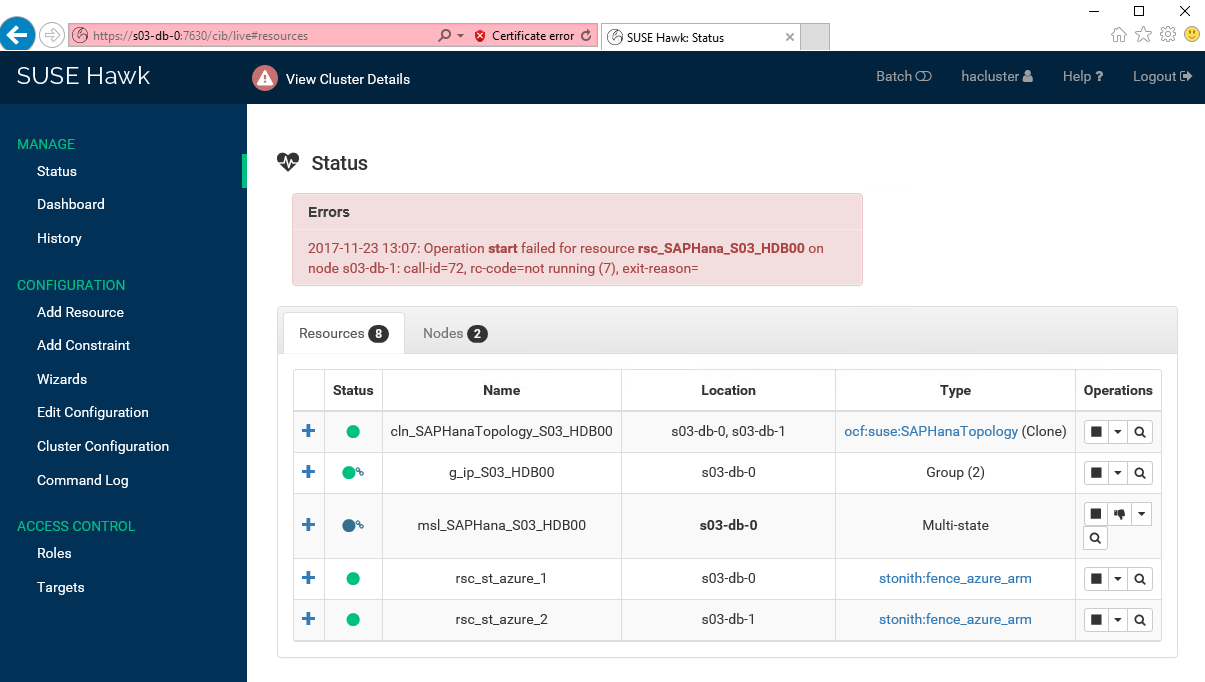 https://s03-db-0:7630/cib/live#resources
Certificate error
SUSE Hawk: Status
SUSE Hawk
View Cluster Details
Batch
hacluster
Help ?
Logout
MANAGE
Status
Dashboard
History
CONFIGURATION
Add Resource
Add Constraint
Wizards
Edit Configuration
Cluster Configuration
Command Log
ACCESS CONTROL
Roles
Targets
Status
Errors
2017-11-23 13:07: Operation start failed for resource rsc_SAPHana_S03_HDB00 on
node s03-db-1: call-id=72, rc-code=not running (7), exit-reason=
Resources 8 Nodes 2
Status Name Location Type Operations
cln_SAPHanaTopology_S03_HDB00 s03-db-0, s03-db-1 ocf:suse:SAPHanaTopology (Clone)
g_ip_S03_HDB00 s03-db-0 Group (2)
msl_SAPHana_S03_HDB00 s03-db-0 Multi-state
rsc_st_azure_1 s03-db-0 stonith:fence_azure_arm
rsc_st_azure_2 s03-db-1 stonith:fence_azure_arm